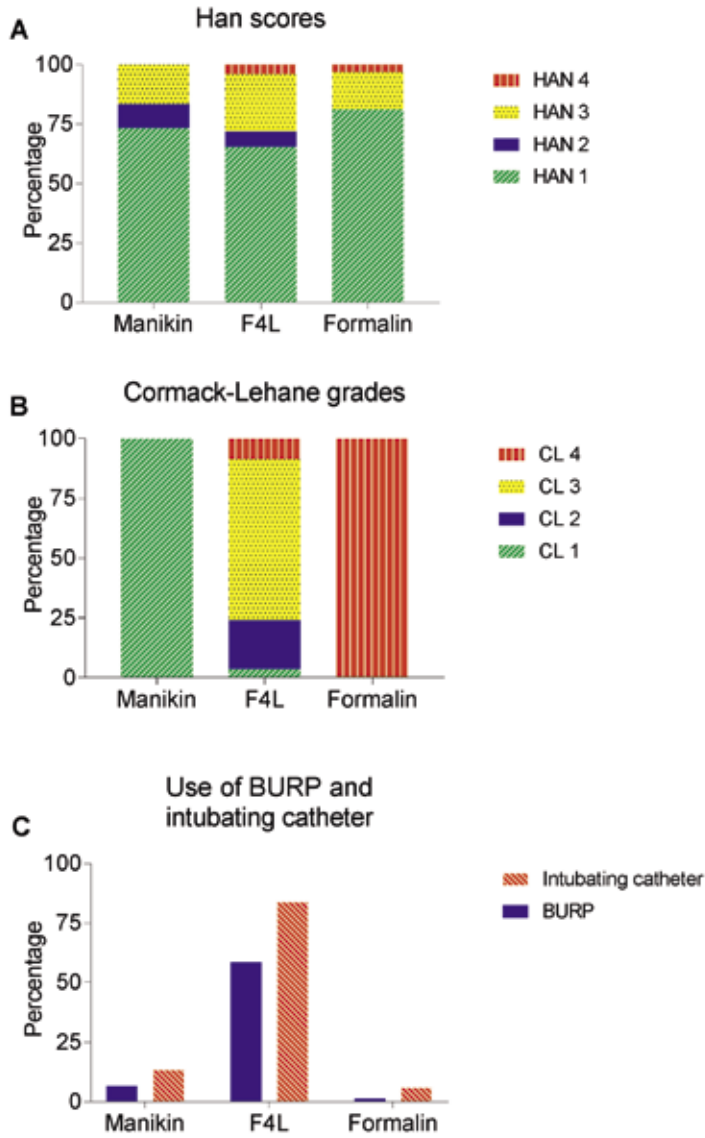 A
Han scores
Percentage
100
75
50
25
0
Manikin F4L Formalin
HAN 4
HAN 3
HAN 2
HAN 1
B
Cormack-Lehane grades
Percentage
100
75
50
25
0
Manikin F4L Formalin
CL 4
CL 3
CL 2
CL 1
C
Use of BURP and
intubating catheter
Percentage
100
75
50
25
0
Manikin F4L Formalin
Intubating catheter
BURP